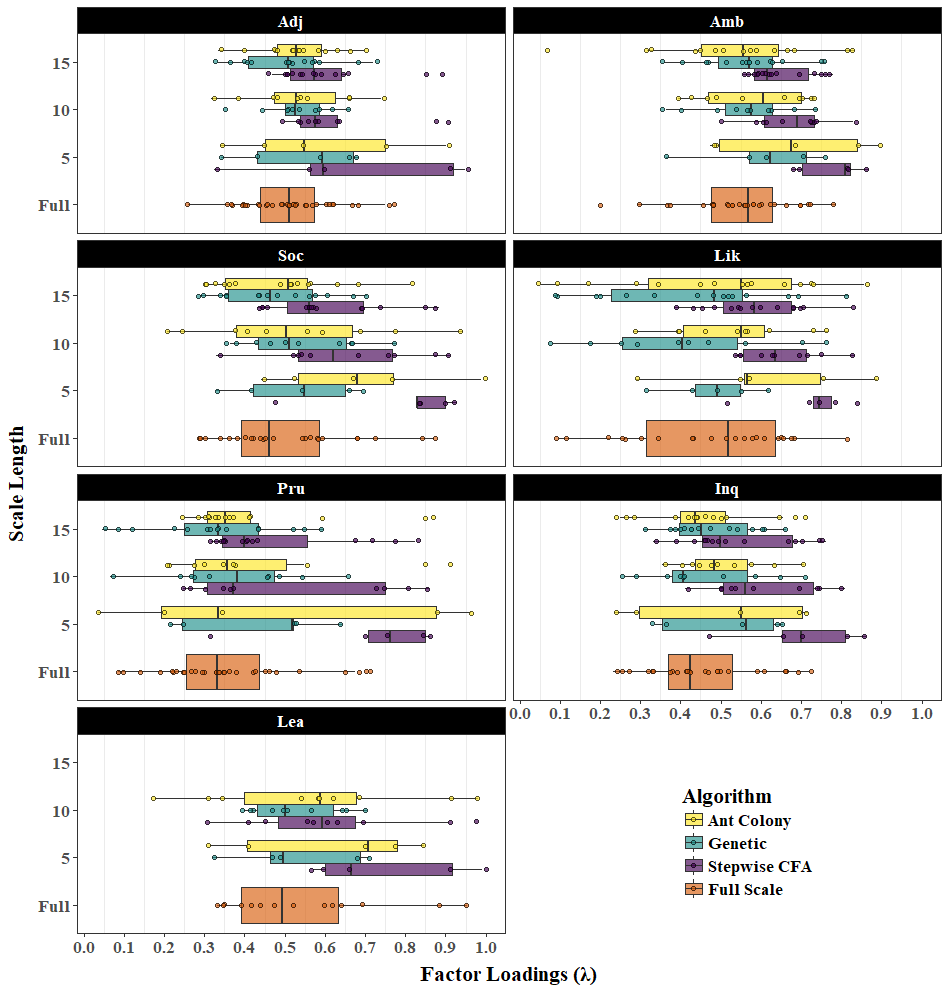 Adj
Amb
15
10
5
Full
Soc
Lik
15
10
5
Full
Pru
Inq
15
10
5
Full
0.0 0.1 0.2 0.3 0.4 0.5 0.6 0.7 0.8 0.9 1.0
Lea
15
10
5
Full
0.0 0.1 0.2 0.3 0.4 0.5 0.6 0.7 0.8 0.9 1.0
Scale Length
Factor Loadings (λ)
Algorithm
Ant Colony
Genetic
Stepwise CFA
Full Scale